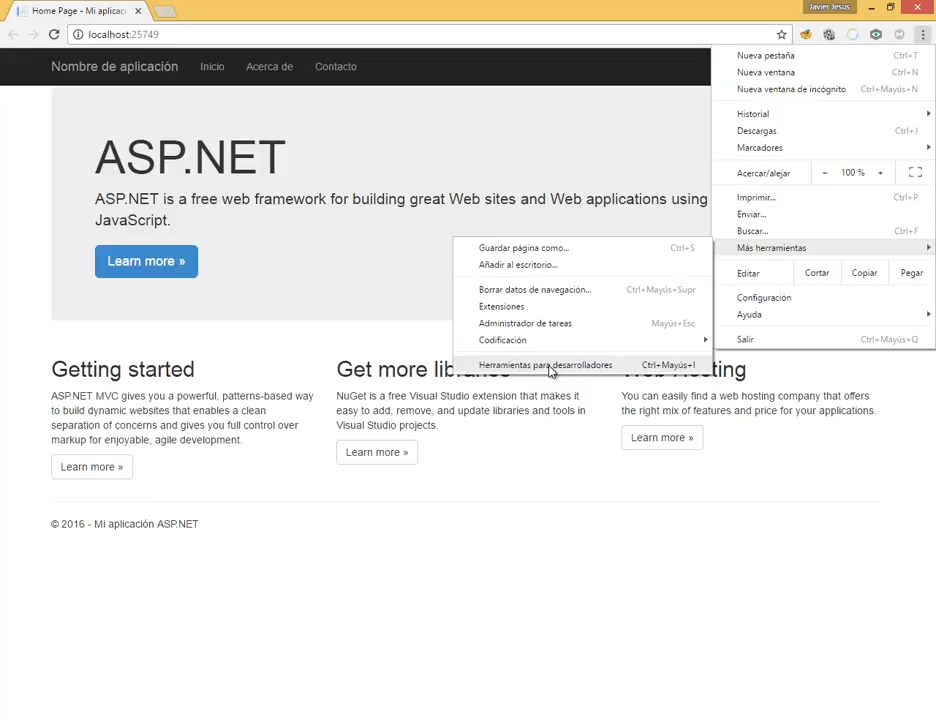 Home Page - Mi aplicac
Javier Jesús
localhost:25749
Nombre de aplicación
Inicio
Acerca de
Contacto
ASP.NET
ASP.NET is a free web framework for building great Web sites and Web applications using
JavaScript.
Learn more »
Nueva pestaña Ctrl+T
Nueva ventana Ctrl+N
Nueva ventana de incógnito Ctrl+Mayús+N
Historial
Descargas Ctrl+J
Marcadores
Acercar/alejar - 100 % +
Imprimir... Ctrl+P
Enviar...
Buscar... Ctrl+F
Más herramientas
Editar Cortar Copiar Pegar
Configuración
Ayuda
Salir Ctrl+Mayús+Q
Guardar página como... Ctrl+S
Añadir al escritorio...
Borrar datos de navegación... Ctrl+Mayús+Supr
Extensiones
Administrador de tareas Mayús+Esc
Codificación
Herramientas para desarrolladores Ctrl+Mayús+I
Getting started
ASP.NET MVC gives you a powerful, patterns-based way
to build dynamic websites that enables a clean
separation of concerns and gives you full control over
markup for enjoyable, agile development.
Learn more »
Get more libraries
NuGet is a free Visual Studio extension that makes it
easy to add, remove, and update libraries and tools in
Visual Studio projects.
Learn more »
Web Hosting
You can easily find a web hosting company that offers
the right mix of features and price for your applications.
Learn more »
© 2016 - Mi aplicación ASP.NET